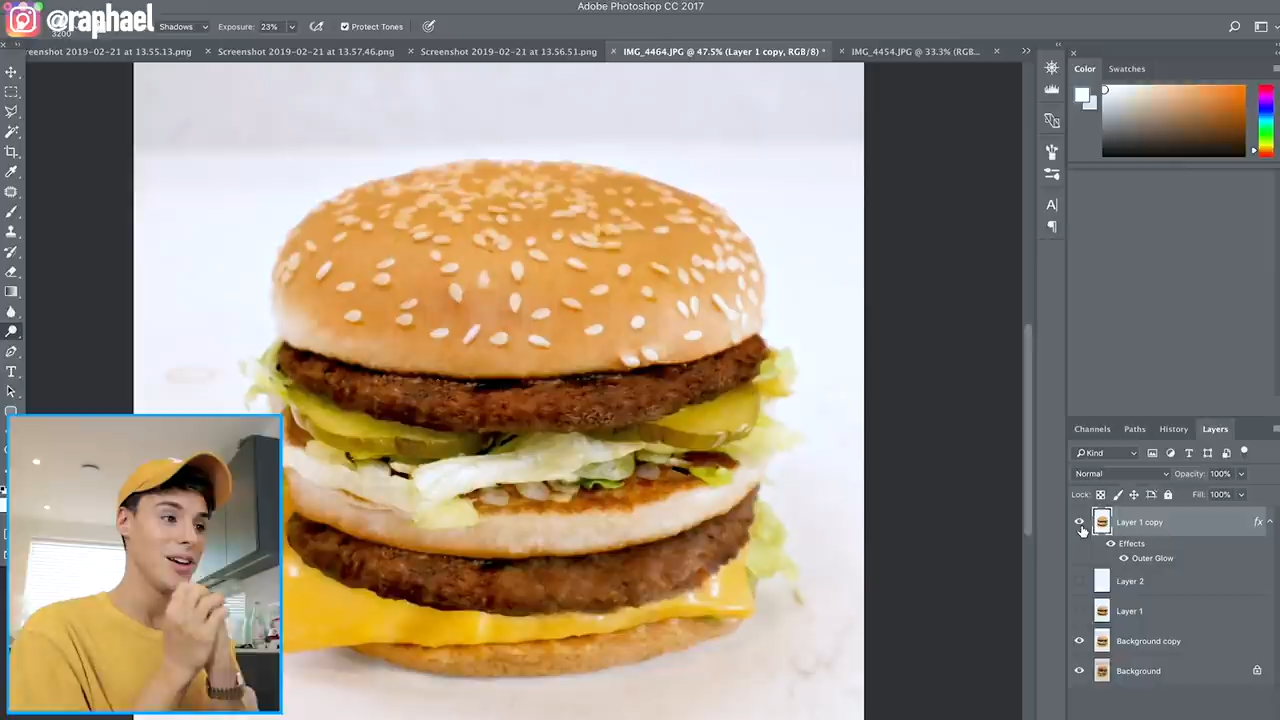 Adobe Photoshop CC 2017
@raphael
3200
Shadows
Exposure: 23%
Protect Tones
reenshot 2019-02-21 at 13.55.13.png
Screenshot 2019-02-21 at 13.57.46.png
Screenshot 2019-02-21 at 13.56.51.png
IMG_4464.JPG @ 47.5% (Layer 1 copy, RGB/8) *
IMG_4454.JPG @ 33.3% (RGB...
Color
Swatches
Channels
Paths
History
Layers
Kind
Normal
Opacity: 100%
Lock:
Fill: 100%
Layer 1 copy
fx
Effects
Outer Glow
Layer 2
Layer 1
Background copy
Background